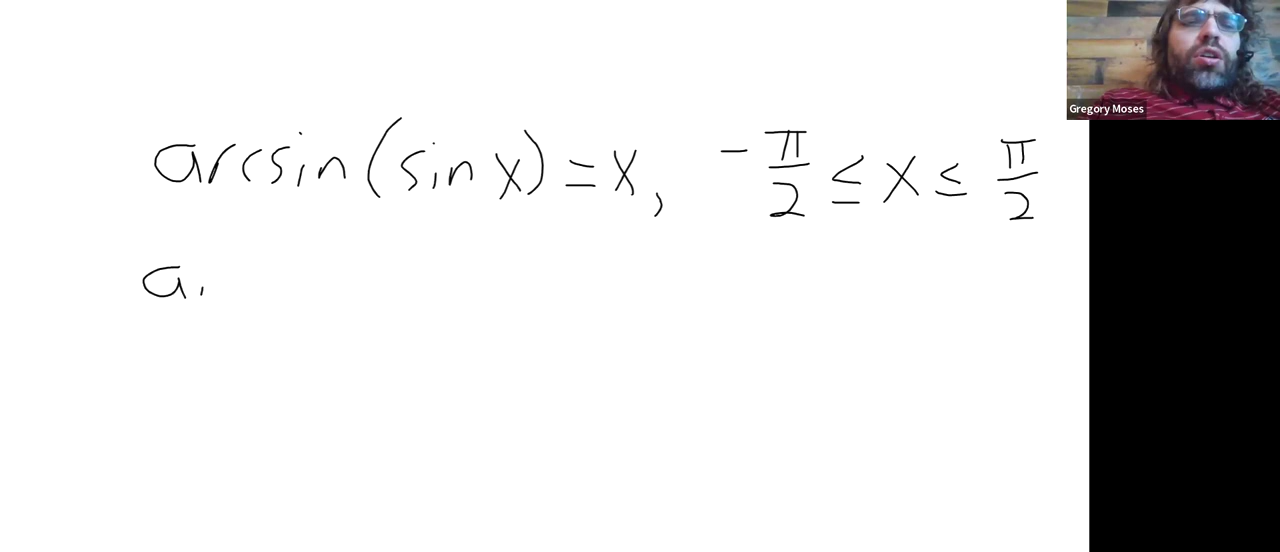 arcsin(sin x) = x, -π/2 ≤ x ≤ π/2
a.
Gregory Moses